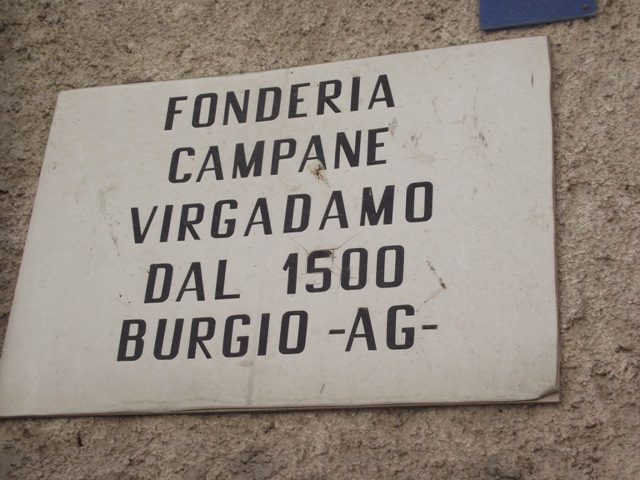 FONDERIA
CAMPANE
VIRGADAMO
DAL 1500
BURGIO -AG-